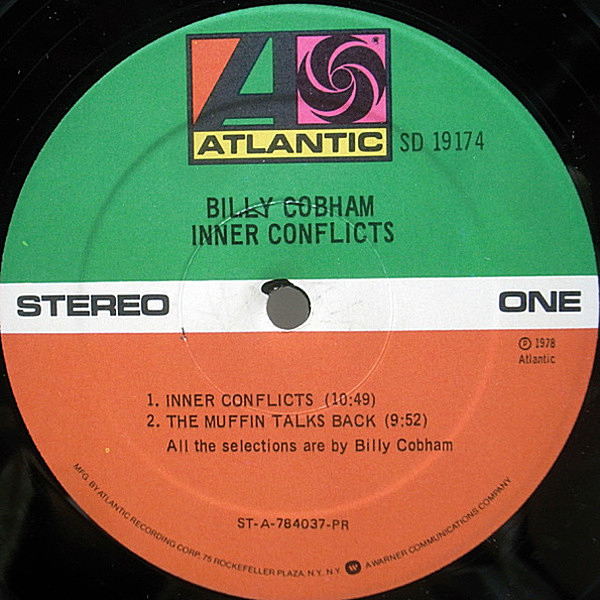 ATLANTIC
SD 19174
BILLY COBHAM
INNER CONFLICTS
STEREO
ONE
℗ 1978
Atlantic
1. INNER CONFLICTS (10:49)
2. THE MUFFIN TALKS BACK (9:52)
All the selections are by Billy Cobham
ST-A-784037-PR
MFG. BY ATLANTIC RECORDING CORP. 75 ROCKEFELLER PLAZA, N.Y., N.Y. A WARNER COMMUNICATIONS COMPANY